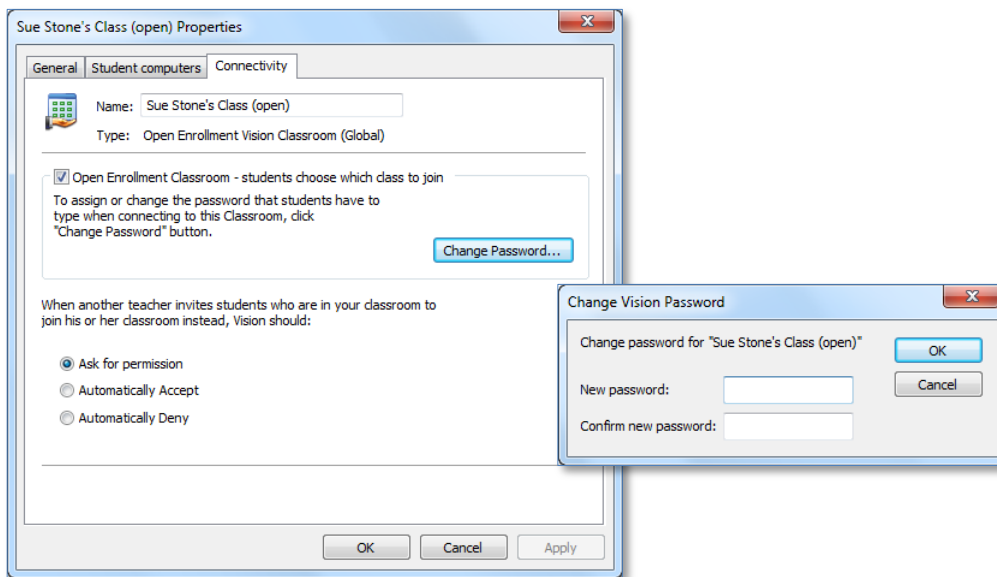 Sue Stone's Class (open) Properties
General
Student computers
Connectivity
Name: Sue Stone's Class (open)
Type: Open Enrollment Vision Classroom (Global)
Open Enrollment Classroom - students choose which class to join
To assign or change the password that students have to
type when connecting to this Classroom, click
"Change Password" button.
Change Password...
When another teacher invites students who are in your classroom to
join his or her classroom instead, Vision should:
Ask for permission
Automatically Accept
Automatically Deny
OK
Cancel
Apply
Change Vision Password
Change password for "Sue Stone's Class (open)"
OK
New password:
Cancel
Confirm new password: